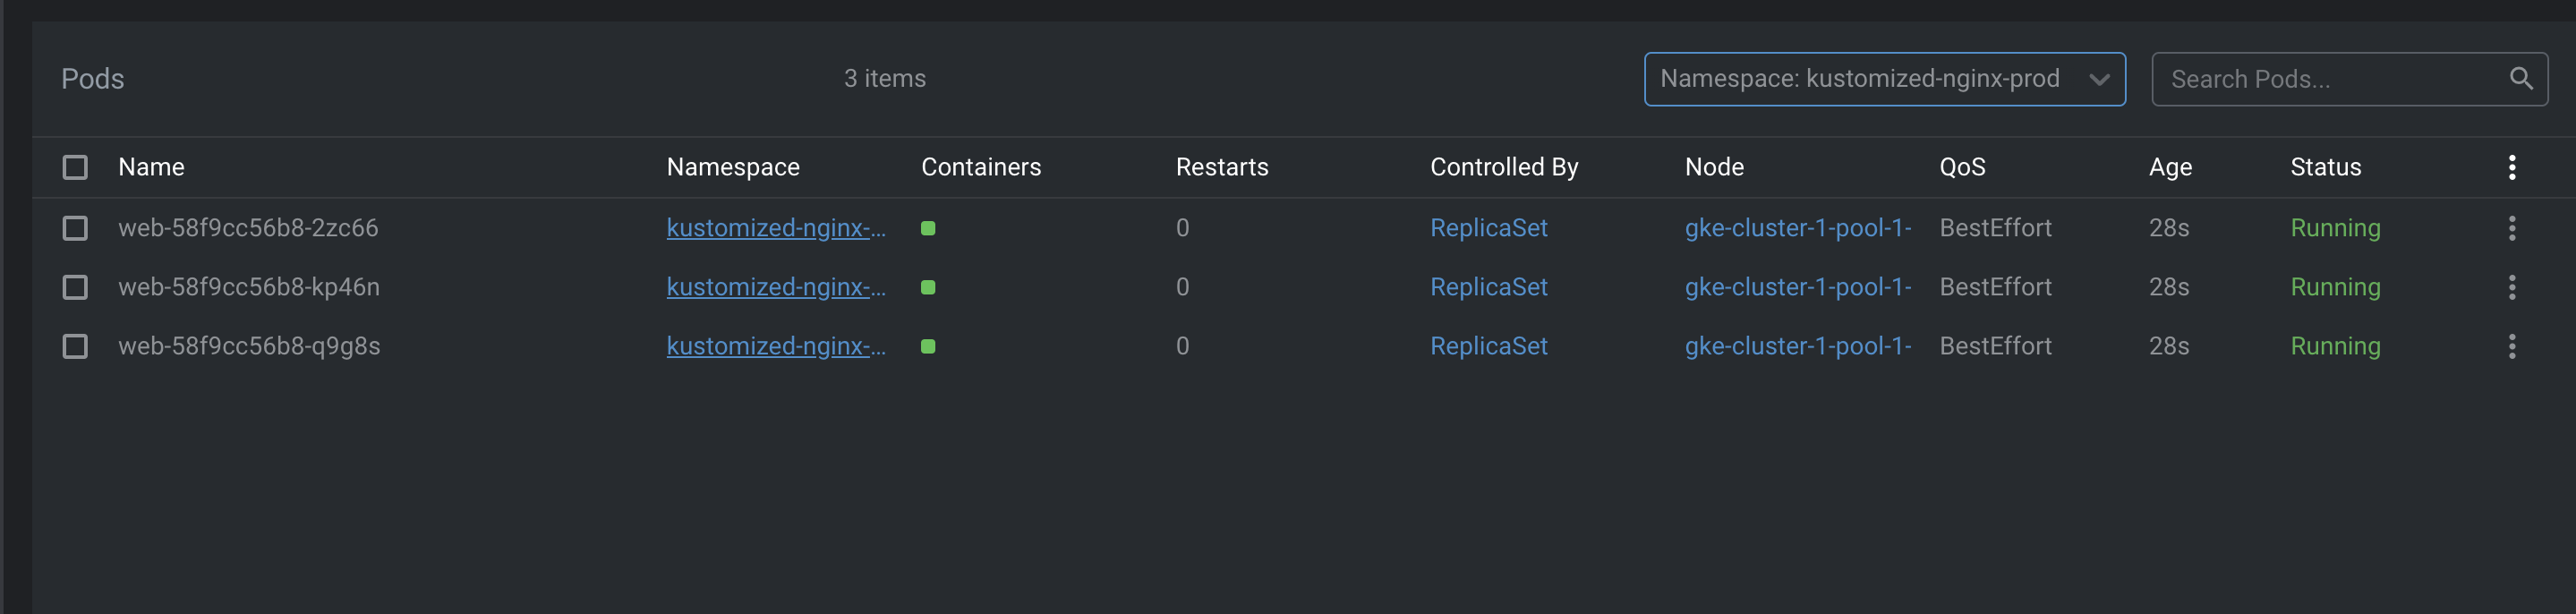 Pods 3 items Namespace: kustomized-nginx-prod Search Pods...
Name Namespace Containers Restarts Controlled By Node QoS Age Status
web-58f9cc56b8-2zc66 kustomized-nginx-... 0 ReplicaSet gke-cluster-1-pool-1- BestEffort 28s Running
web-58f9cc56b8-kp46n kustomized-nginx-... 0 ReplicaSet gke-cluster-1-pool-1- BestEffort 28s Running
web-58f9cc56b8-q9g8s kustomized-nginx-... 0 ReplicaSet gke-cluster-1-pool-1- BestEffort 28s Running